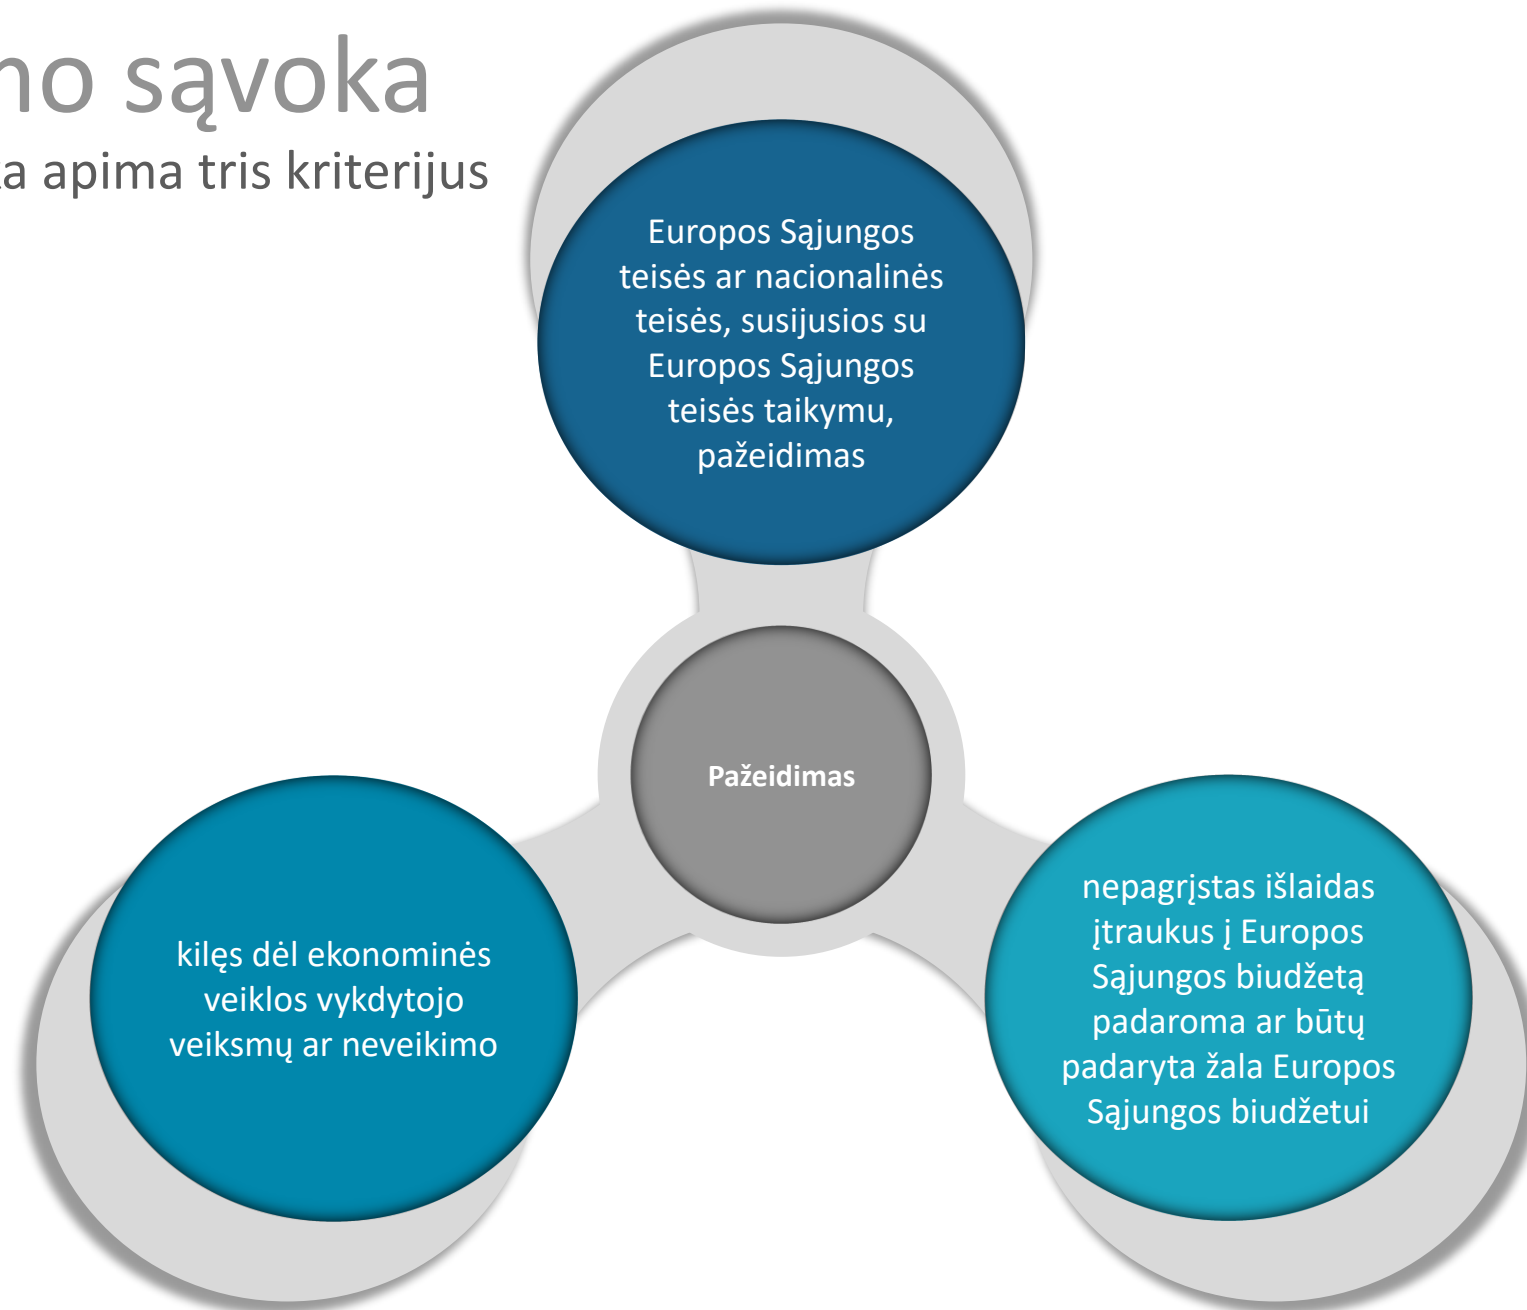 mo sąvoka
ka apima tris kriterijus
Europos Sąjungos
teisės ar nacionalinės
teisės, susijusios su
Europos Sąjungos
teisės taikymu,
pažeidimas
Pažeidimas
kilęs dėl ekonominės
veiklos vykdytojo
veiksmų ar neveikimo
nepagrįstas išlaidas
įtraukus į Europos
Sąjungos biudžetą
padaroma ar būtų
padaryta žala Europos
Sąjungos biudžetui